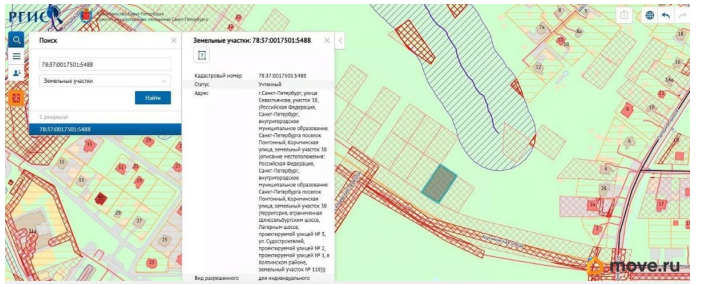 РГИС
Поиск
78:37:0017501:5488
Земельные участки
Найти
1 результат
78:37:0017501:5488
Земельные участки: 78:37:0017501:5488
Кадастровый номер 78:37:0017501:5488
Статус Учтенный
Адрес г.Санкт-Петербург, улица
Севастьянова, участок 38,
(Российская Федерация,
Санкт-Петербург,
внутригородское
муниципальное образование
Санкт-Петербурга поселок
Понтонный, Корчминская
улица, земельный участок 38
(описание местоположения:
Российская Федерация,
Санкт-Петербург,
внутригородское
муниципальное образование
Санкт-Петербурга поселок
Понтонный, Корчминская
улица, земельный участок 38
(территория, ограниченная
Шлиссельбургским шоссе,
Лагерным шоссе,
проектируемой улицей № 3,
ул. Судостроителей,
проектируемой улицей № 2,
проектируемой улицей № 1, в
Колпинском районе,
земельный участок № 118)))
Вид разрешенного для индивидуального
move.ru